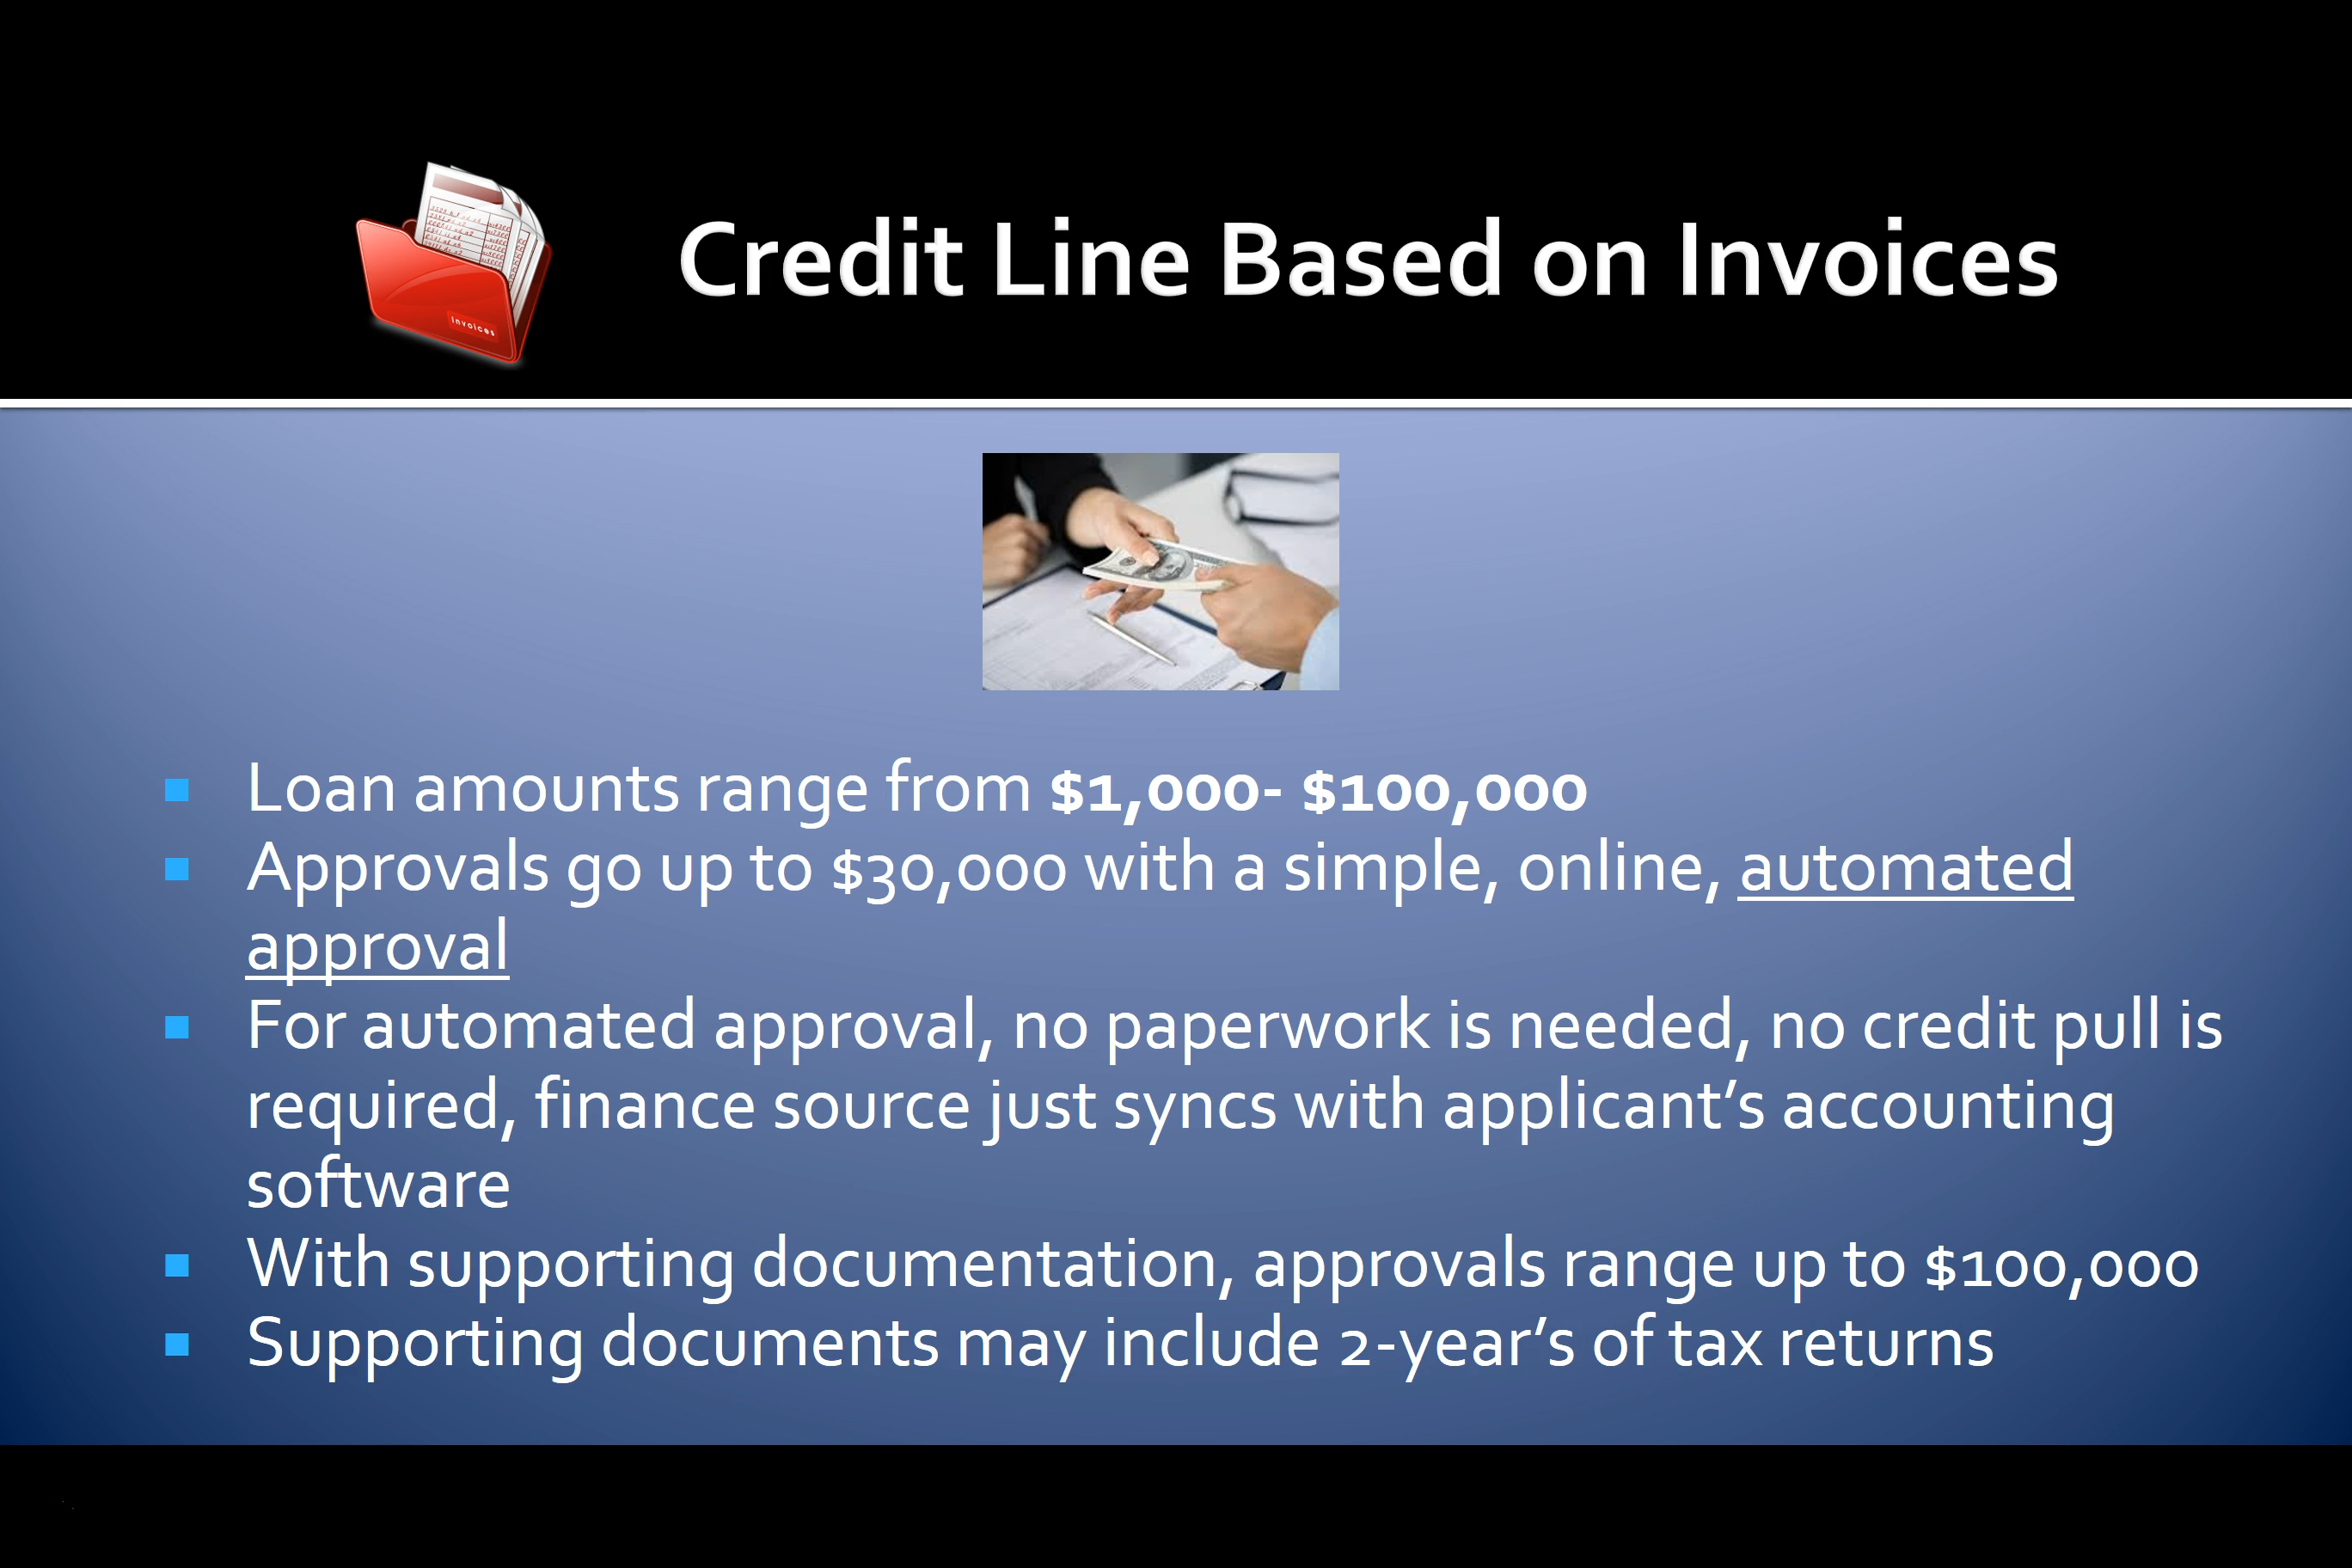 Invoices
Credit Line Based on Invoices
Loan amounts range from $1,000- $100,000
Approvals go up to $30,000 with a simple, online, automated
approval
For automated approval, no paperwork is needed, no credit pull is
required, finance source just syncs with applicant’s accounting
software
With supporting documentation, approvals range up to $100,000
Supporting documents may include 2-year’s of tax returns